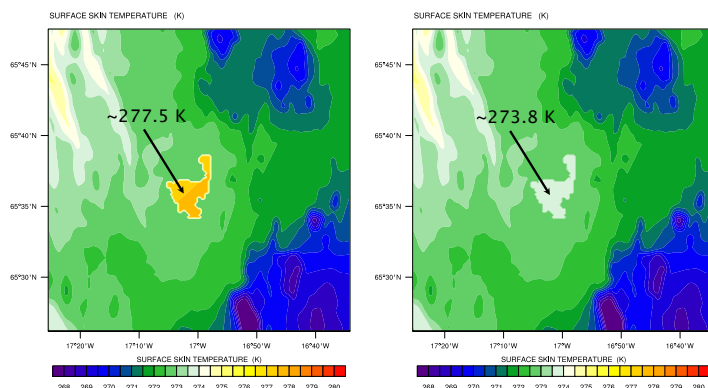 SURFACE SKIN TEMPERATURE (K)
65°45'N
65°40'N
65°35'N
65°30'N
~277.5 K
17°20'W
17°10'W
17°W
16°50'W
16°40'W
SURFACE SKIN TEMPERATURE (K)
268 269 270 271 272 273 274 275 276 277 278 279 280
SURFACE SKIN TEMPERATURE (K)
65°45'N
65°40'N
65°35'N
65°30'N
~273.8 K
17°20'W
17°10'W
17°W
16°50'W
16°40'W
SURFACE SKIN TEMPERATURE (K)
268 269 270 271 272 273 274 275 276 277 278 279 280